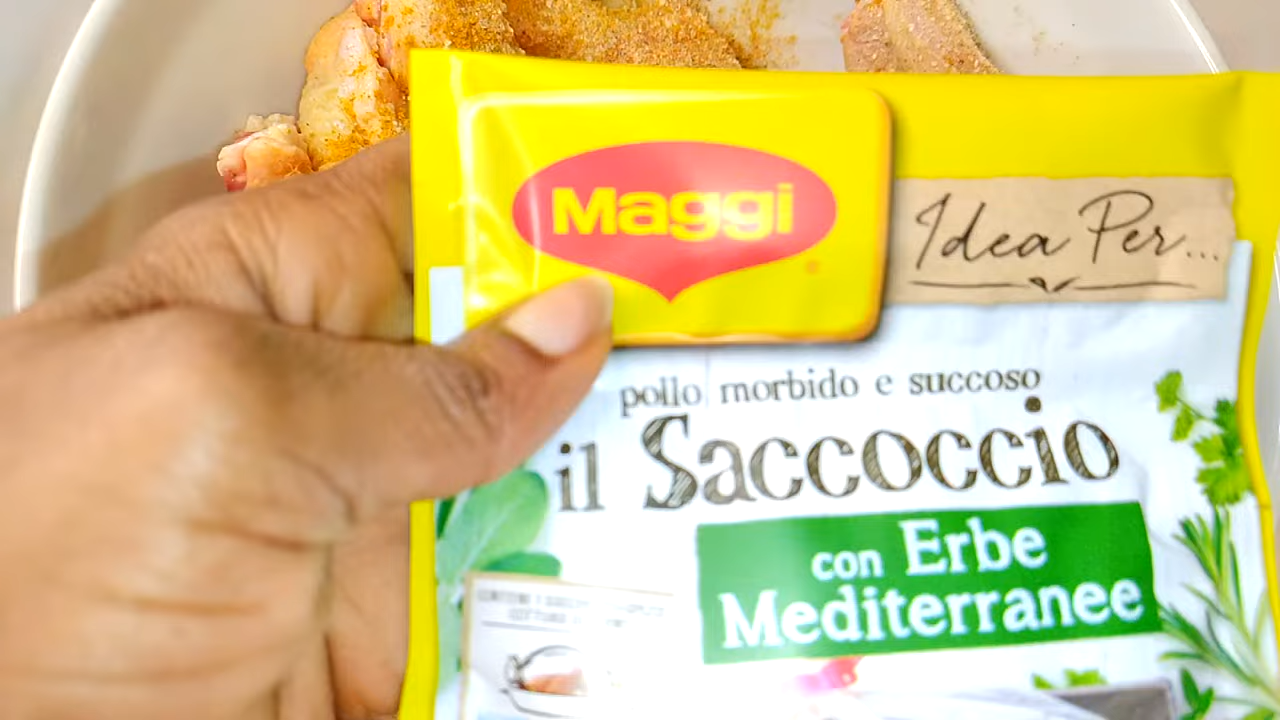 Maggi
Idea Per...
pollo morbido e succoso
il Saccoccio
con Erbe
Mediterranee